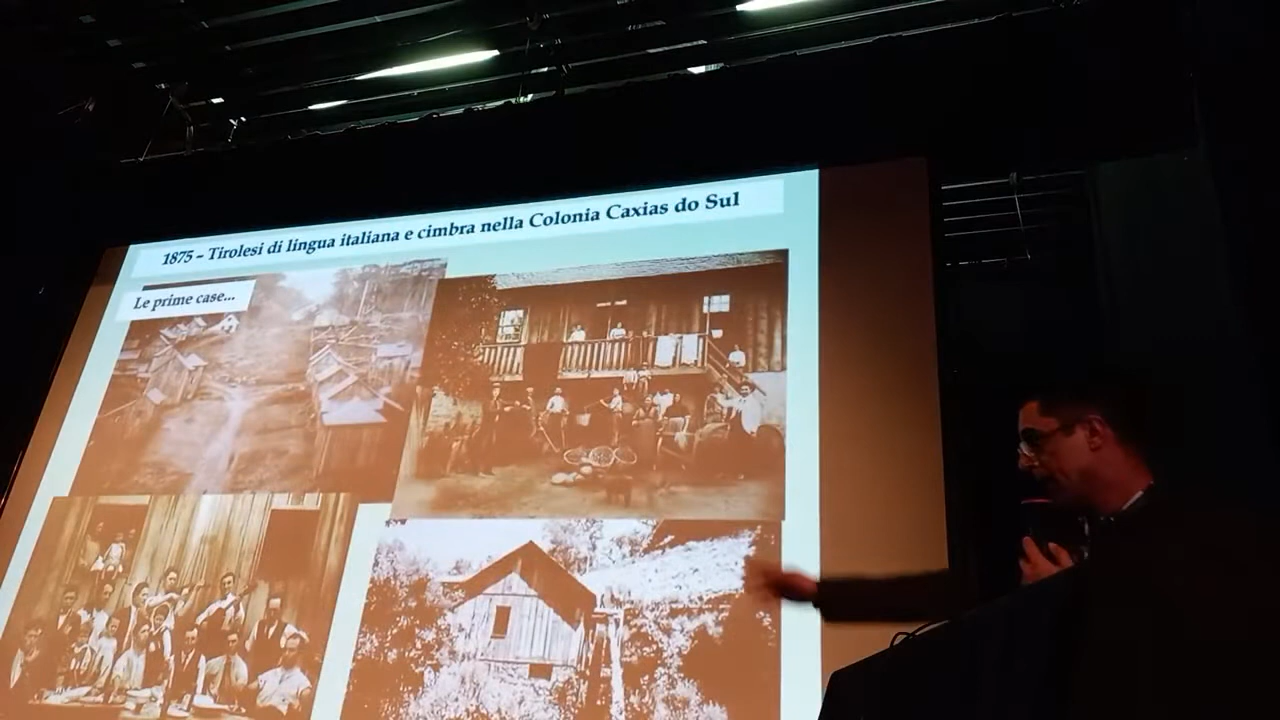 1875 – Tirolesi di lingua italiana e cimbra nella Colonia Caxias do Sul
Le prime case...